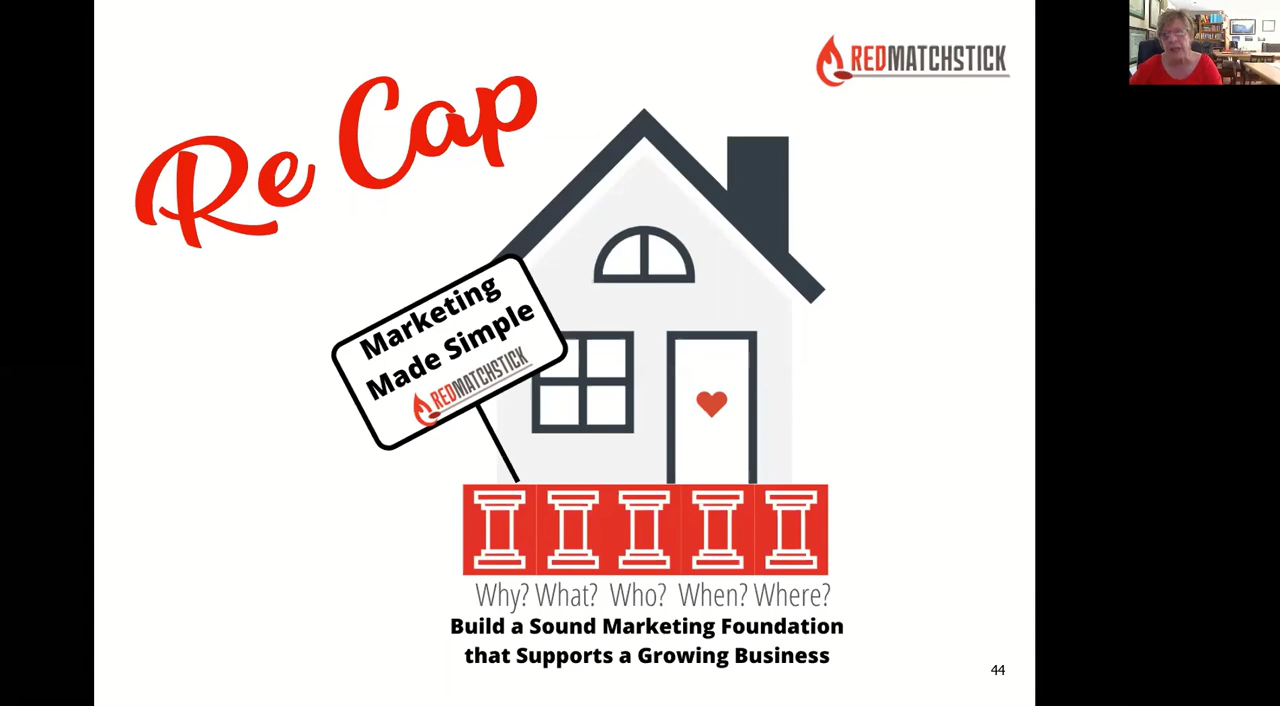 REDMATCHSTICK
Re Cap
Marketing
Made Simple
REDMATCHSTICK
Why? What? Who? When? Where?
Build a Sound Marketing Foundation
that Supports a Growing Business
44